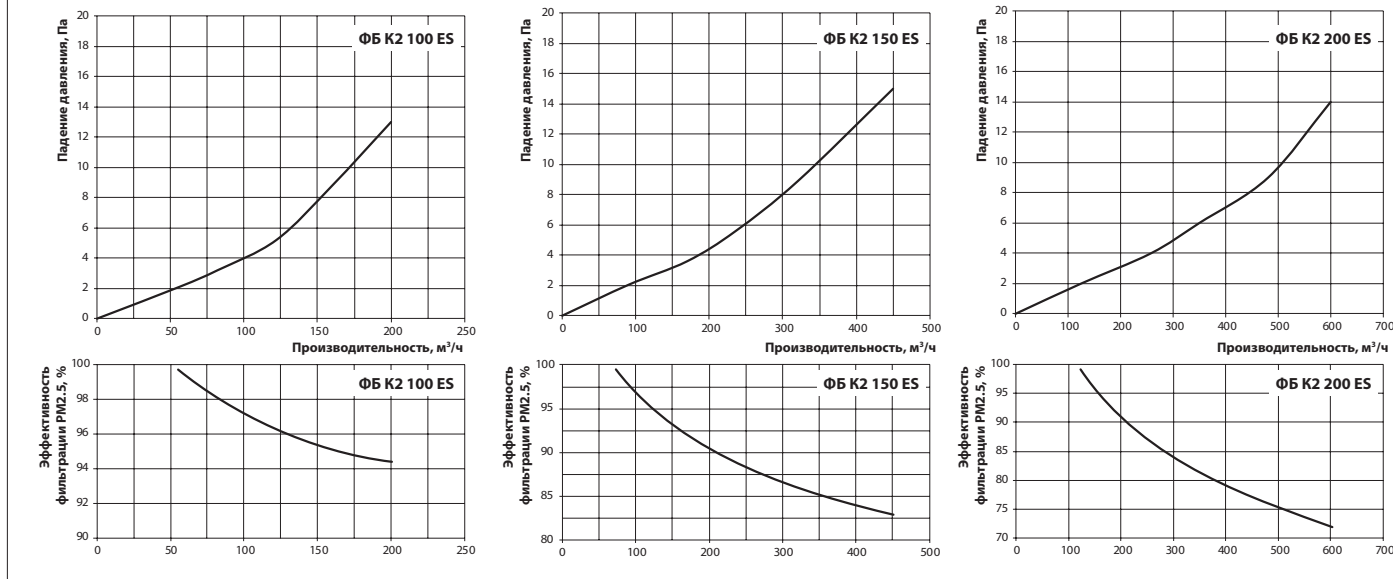 ФБ К2 100 ES
Падение давления, Па
20
18
16
14
12
10
8
6
4
2
0
0 50 100 150 200 250
Производительность, м³/ч
ФБ К2 150 ES
Падение давления, Па
20
18
16
14
12
10
8
6
4
2
0
0 100 200 300 400 500
Производительность, м³/ч
ФБ К2 200 ES
Падение давления, Па
20
18
16
14
12
10
8
6
4
2
0
0 100 200 300 400 500 600 700
Производительность, м³/ч
ФБ К2 100 ES
Эффективность
фильтрации PM2.5, %
100
98
96
94
92
90
0 50 100 150 200 250
ФБ К2 150 ES
Эффективность
фильтрации PM2.5, %
100
95
90
85
80
0 100 200 300 400 500
ФБ К2 200 ES
Эффективность
фильтрации PM2.5, %
100
95
90
85
80
75
70
0 100 200 300 400 500 600 700